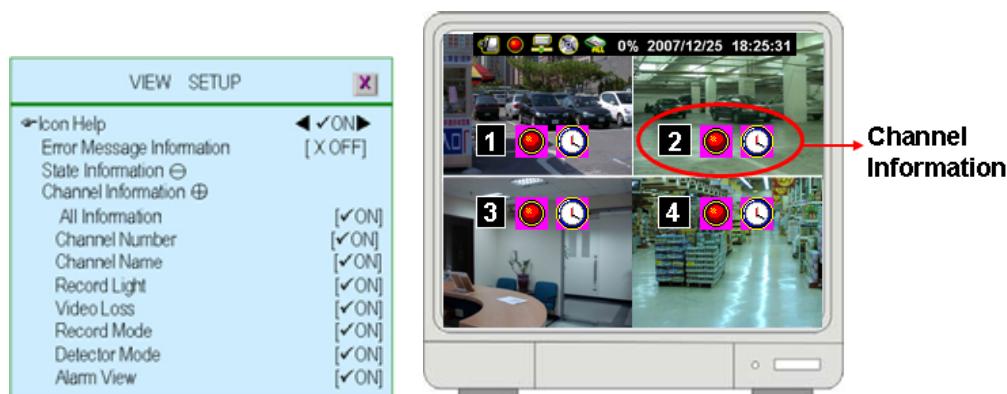 VIEW SETUP X
Icon Help ◀ ✔ON▶
Error Message Information [ X OFF]
State Information ⊖
Channel Information ⊕
All Information [✔ON]
Channel Number [✔ON]
Channel Name [✔ON]
Record Light [✔ON]
Video Loss [✔ON]
Record Mode [✔ON]
Detector Mode [✔ON]
Alarm View [✔ON]
FULL 0% 2007/12/25 18:25:31
1
2
3
4
Channel
Information